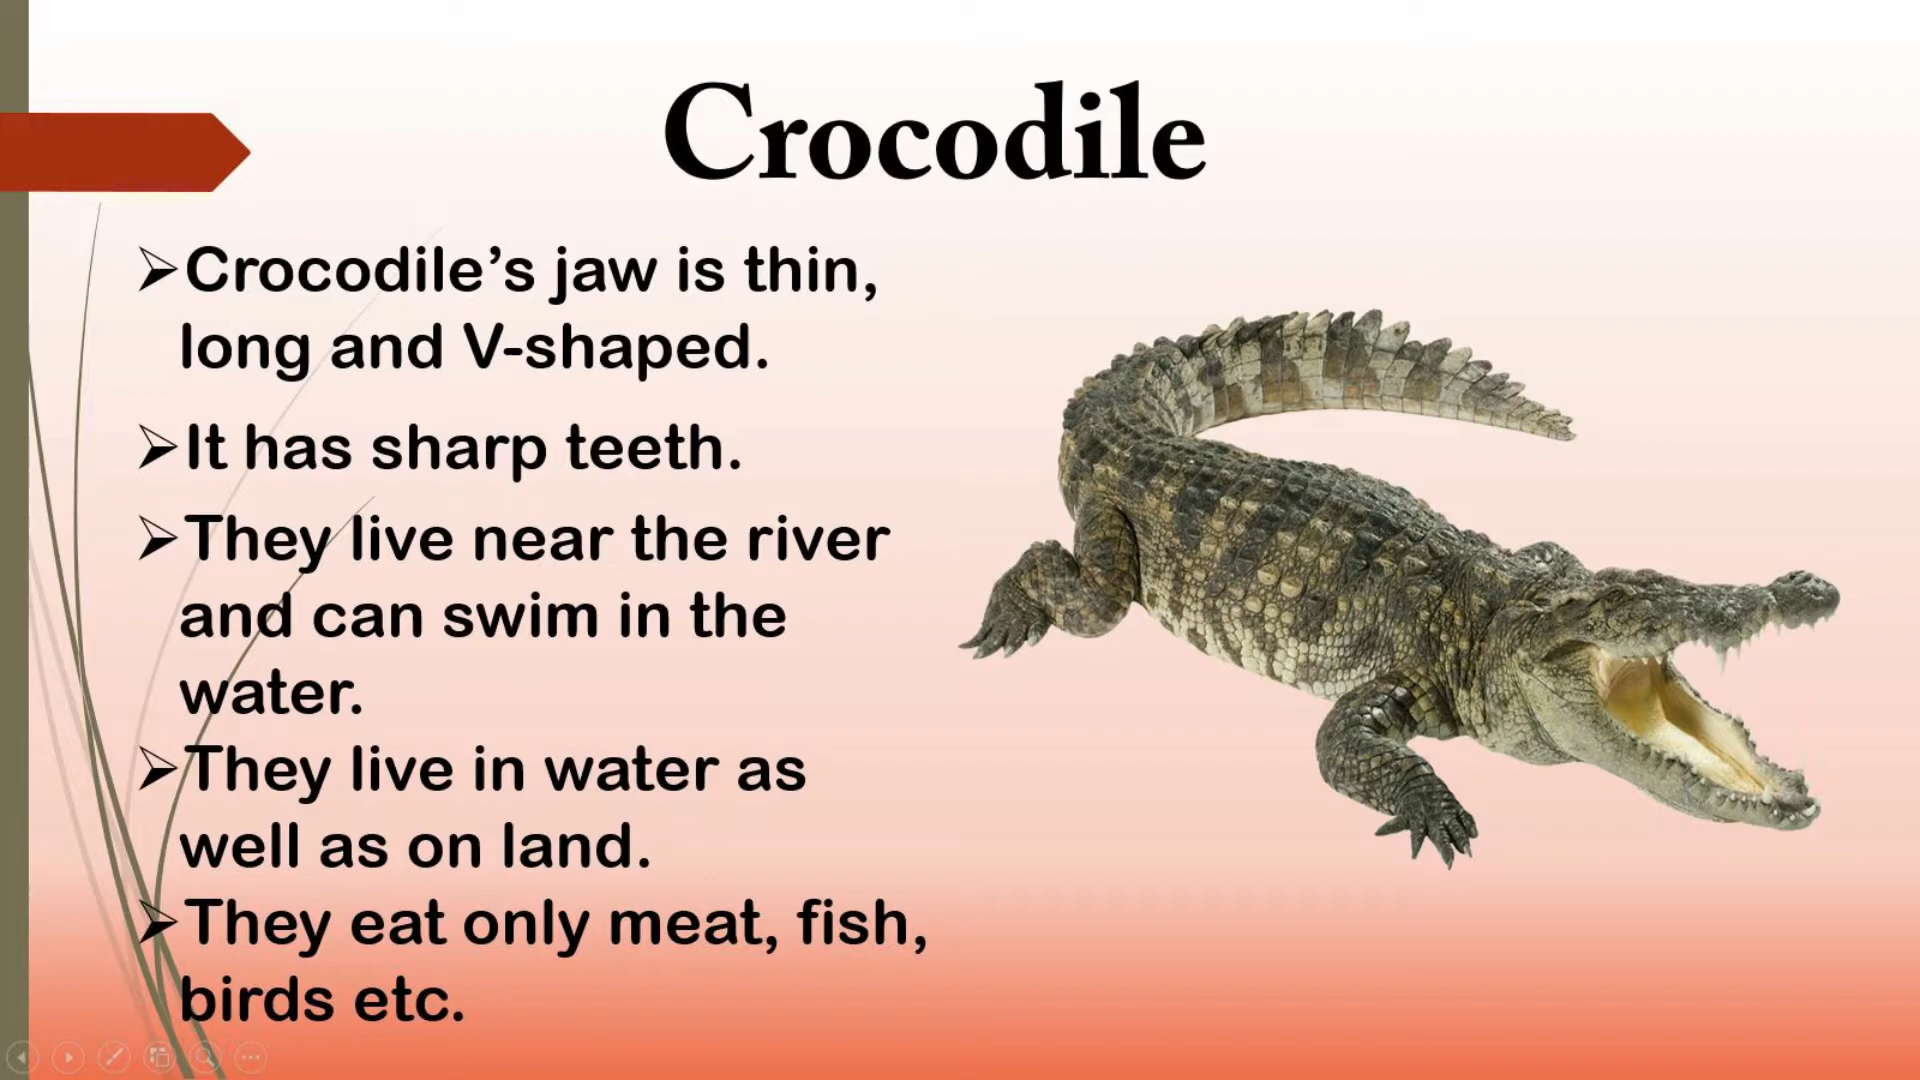 Crocodile
➢Crocodile’s jaw is thin,
long and V-shaped.
➢It has sharp teeth.
➢They live near the river
and can swim in the
water.
➢They live in water as
well as on land.
➢They eat only meat, fish,
birds etc.